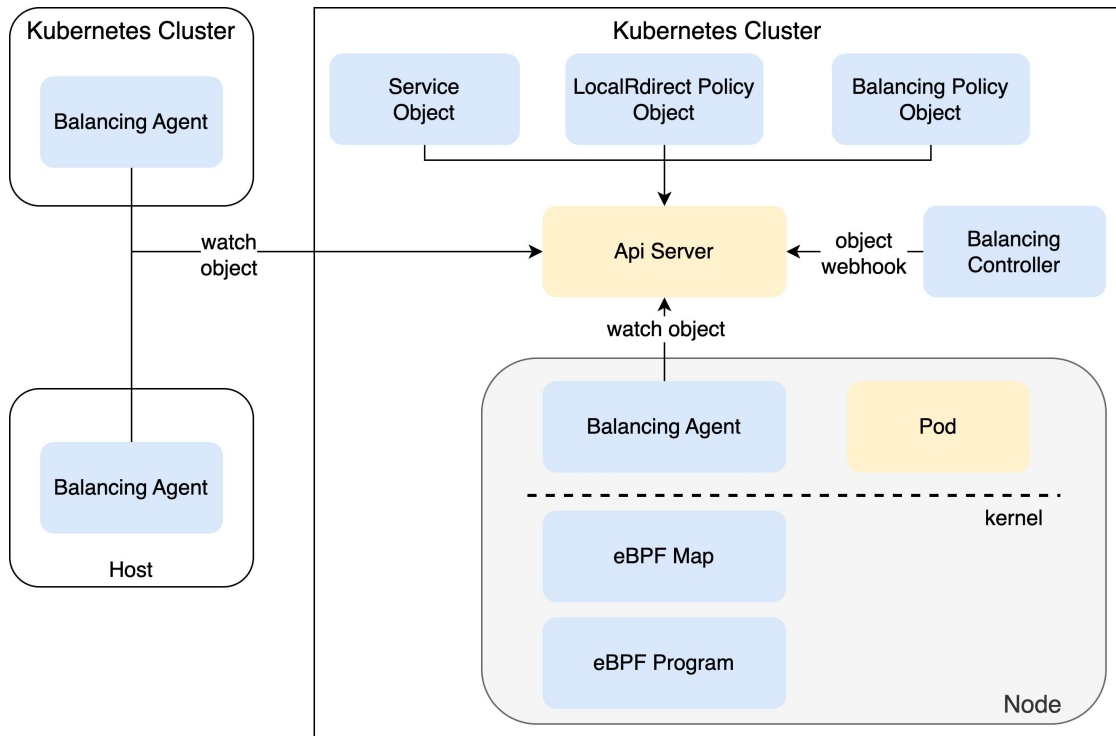 Kubernetes Cluster
Balancing Agent
Kubernetes Cluster
Service
Object
LocalRdirect Policy
Object
Balancing Policy
Object
watch
object
Api Server
object
webhook
Balancing
Controller
watch object
Balancing Agent
Host
Balancing Agent
Pod
kernel
eBPF Map
eBPF Program
Node